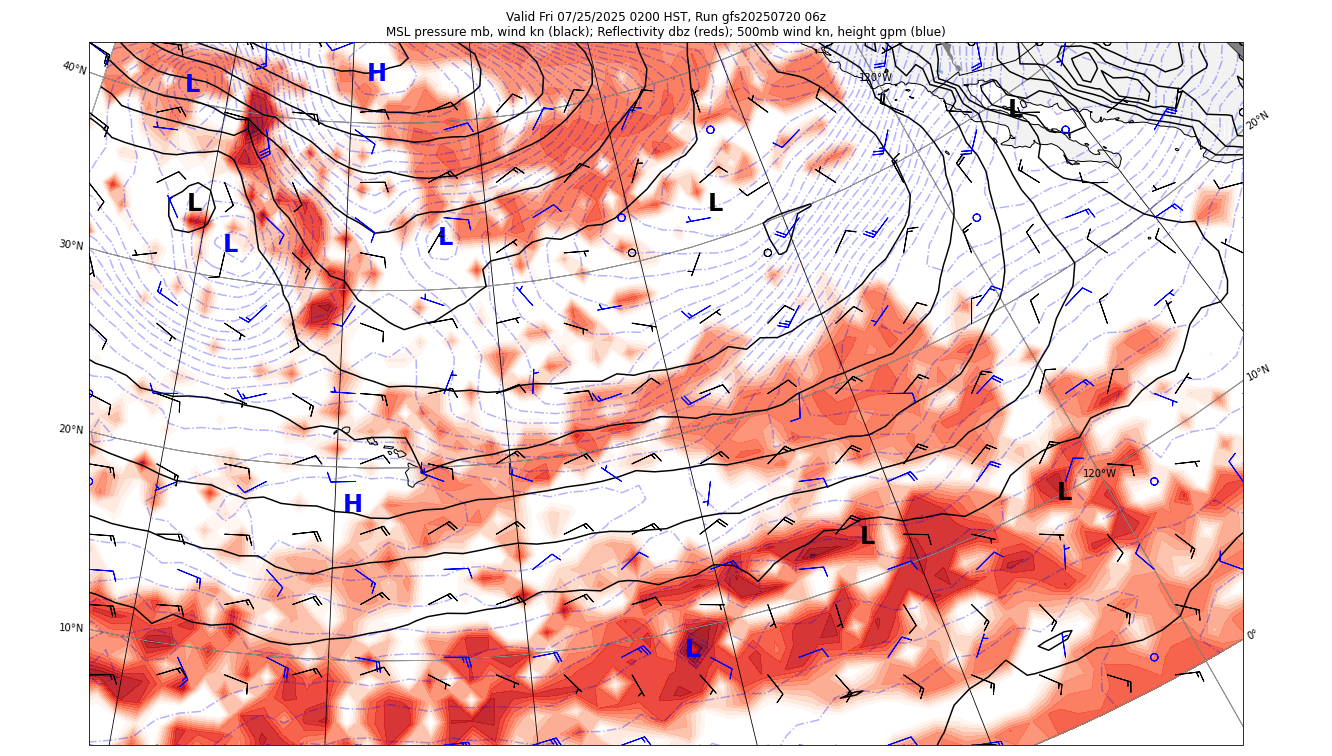 Valid Fri 07/25/2025 0200 HST, Run gfs20250720 06z
MSL pressure mb, wind kn (black); Reflectivity dbz (reds); 500mb wind kn, height gpm (blue)
40°N
L
H
120°W
L
20°N
L
L
30°N
L
L
10°N
20°N
120°W
H
L
L
10°N
0°
L